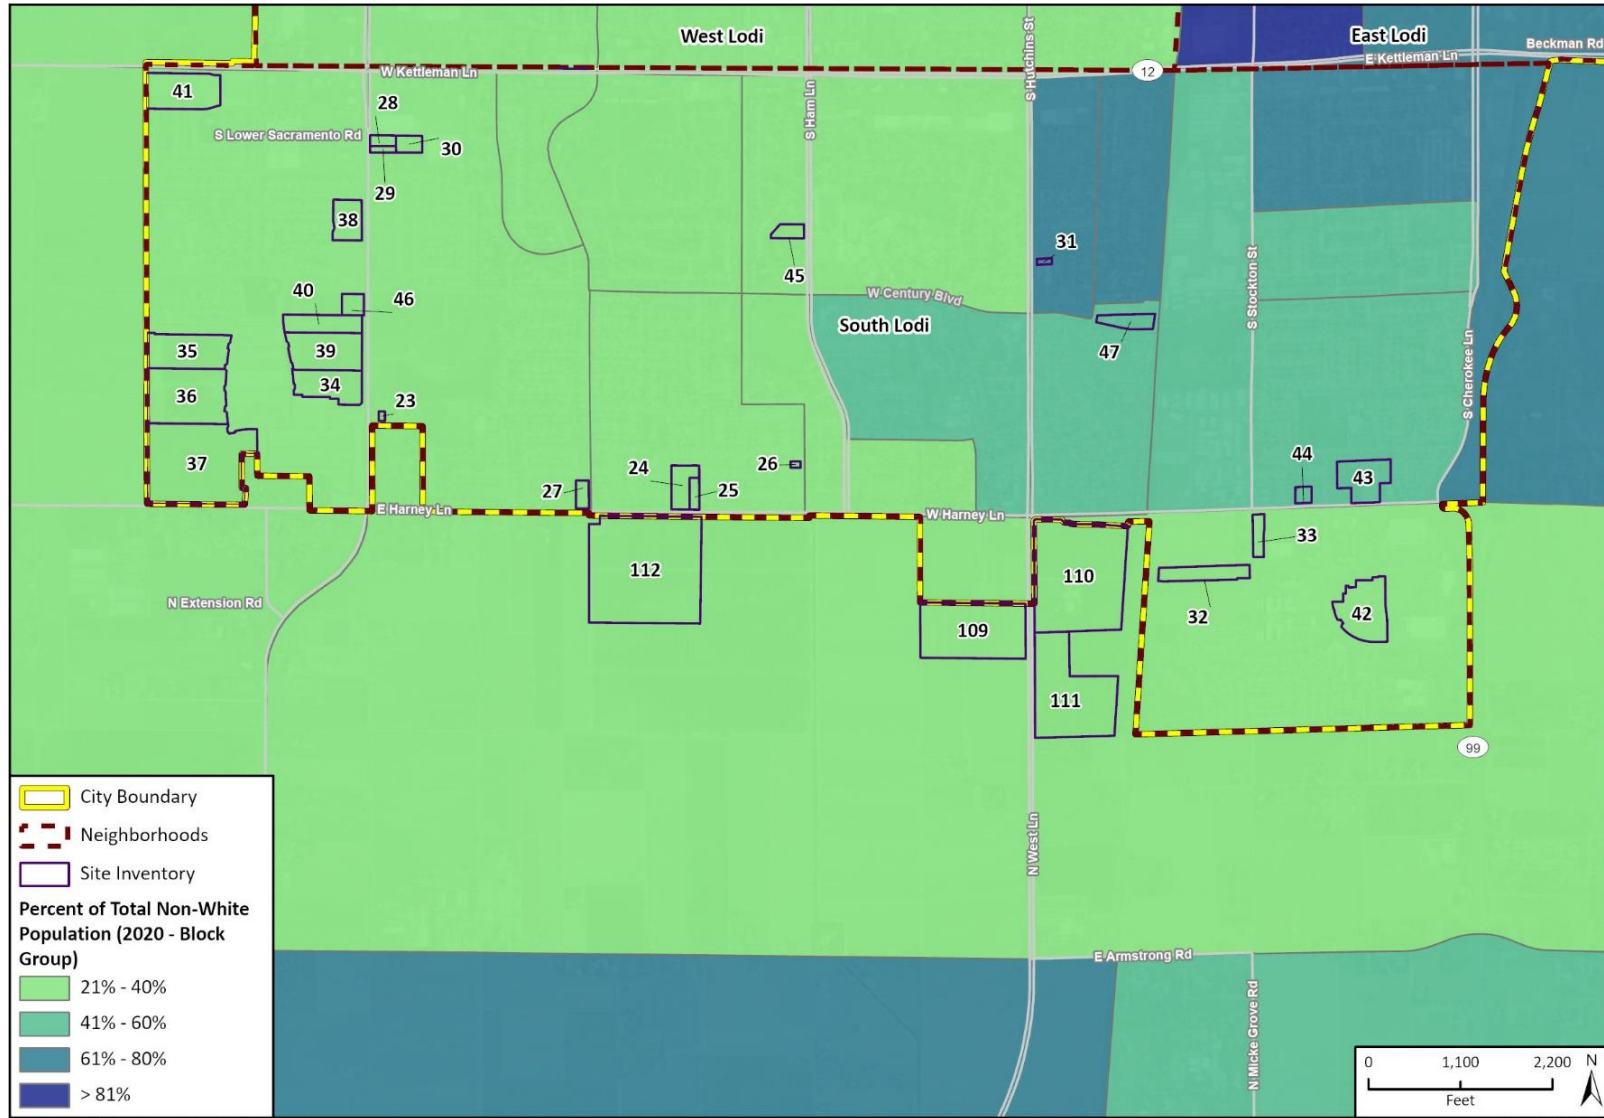 West Lodi
East Lodi
Beckman Rd
E Kettleman Ln
W Kettleman Ln
12
S Hutchins St
S Ham Ln
41
28
S Lower Sacramento Rd
30
29
38
45
31
40
46
W Century Blvd
South Lodi
S Stockton St
47
S Cherokee Ln
35
39
36
34
23
37
24
26
27
25
44
43
E Harney Ln
W Harney Ln
33
112
110
N Extension Rd
32
42
109
111
99
N West Ln
E Armstrong Rd
N Micke Grove Rd
City Boundary
Neighborhoods
Site Inventory
Percent of Total Non-White
Population (2020 - Block
Group)
21% - 40%
41% - 60%
61% - 80%
> 81%
0 1,100 2,200
Feet
N